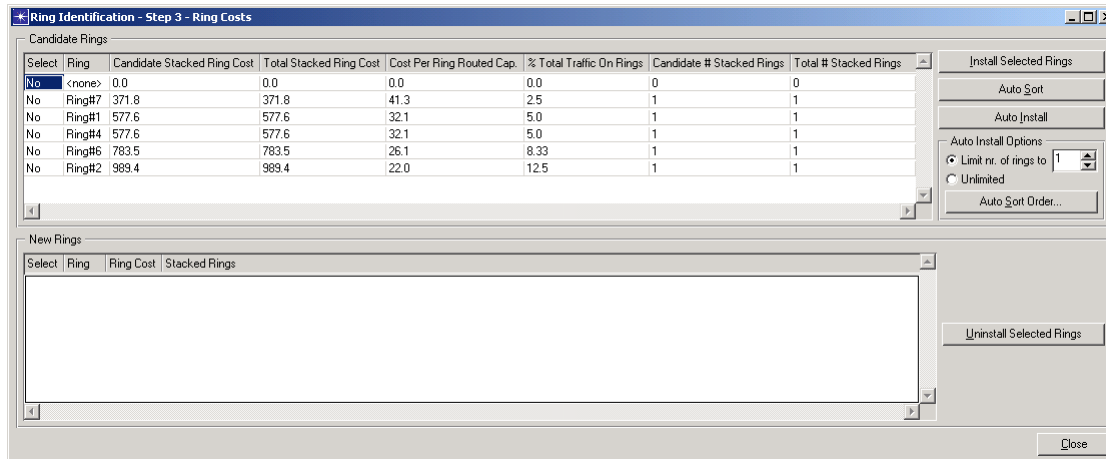 Ring Identification - Step 3 - Ring Costs
Candidate Rings
Select Ring Candidate Stacked Ring Cost Total Stacked Ring Cost Cost Per Ring Routed Cap. % Total Traffic On Rings Candidate # Stacked Rings Total # Stacked Rings
No <none> 0.0 0.0 0.0 0.0 0 0
No Ring#7 371.8 371.8 41.3 2.5 1 1
No Ring#1 577.6 577.6 32.1 5.0 1 1
No Ring#4 577.6 577.6 32.1 5.0 1 1
No Ring#6 783.5 783.5 26.1 8.33 1 1
No Ring#2 989.4 989.4 22.0 12.5 1 1
Install Selected Rings
Auto Sort
Auto Install
Auto Install Options
Limit nr. of rings to 1
Unlimited
Auto Sort Order...
New Rings
Select Ring Ring Cost Stacked Rings
Uninstall Selected Rings
Close